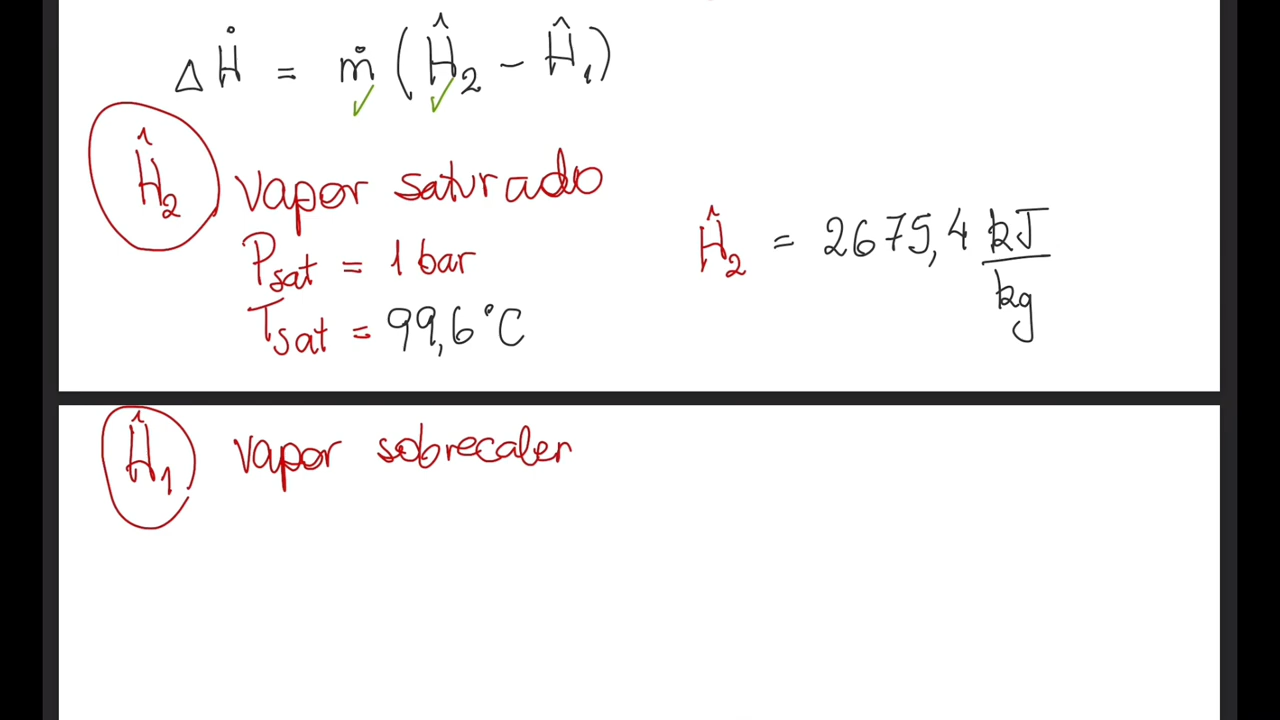 ΔḢ = ṁ (Ĥ₂ − Ĥ₁)
✓ ✓
Ĥ₂ vapor saturado
Psat = 1 bar
Tsat = 99,6°C
Ĥ₂ = 2675,4 kJ/kg
Ĥ₁ vapor sobrecalen